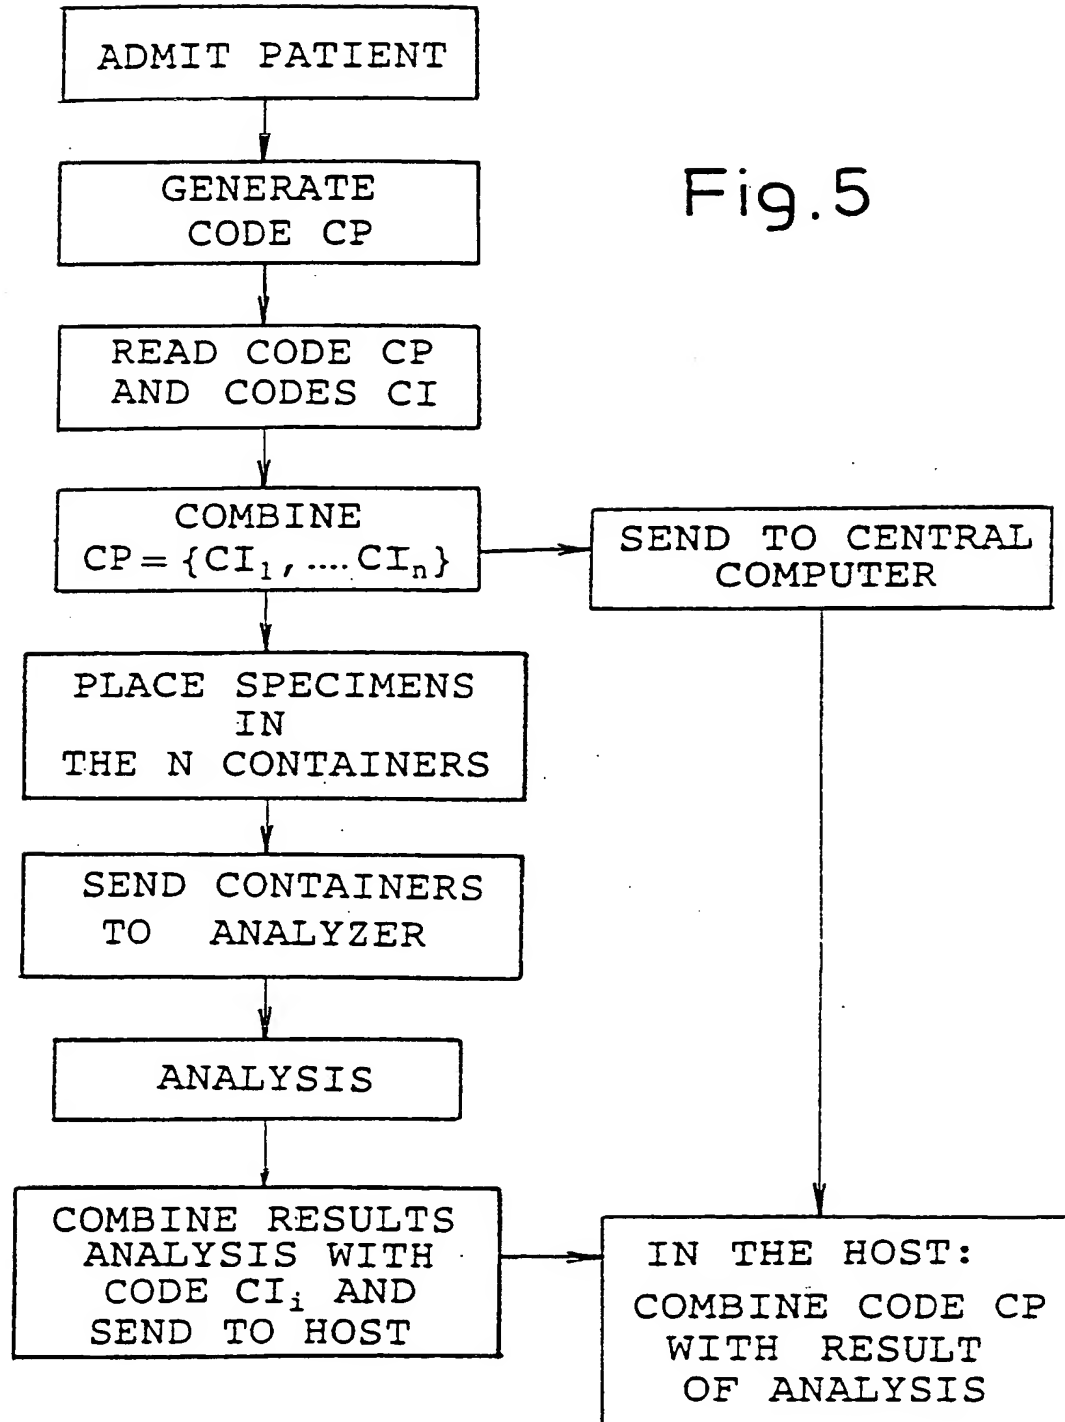 ADMIT PATIENT
Fig.5
GENERATE
CODE CP
READ CODE CP
AND CODES CI
COMBINE
CP = {CI₁, .... CIₙ}
SEND TO CENTRAL
COMPUTER
PLACE SPECIMENS
IN
THE N CONTAINERS
SEND CONTAINERS
TO ANALYZER
ANALYSIS
COMBINE RESULTS
ANALYSIS WITH
CODE CIᵢ AND
SEND TO HOST
IN THE HOST:
COMBINE CODE CP
WITH RESULT
OF ANALYSIS